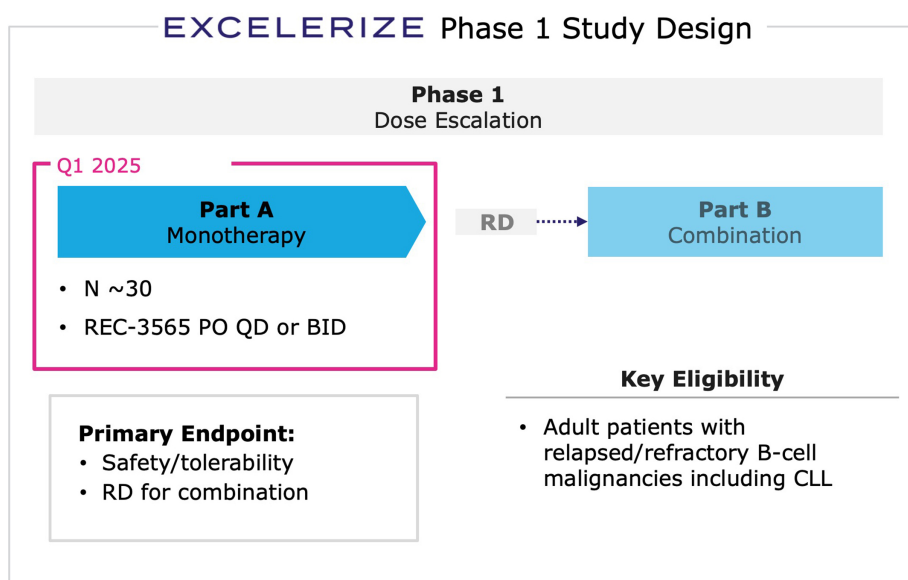 EXCELERIZE Phase 1 Study Design
Phase 1
Dose Escalation
Q1 2025
Part A
Monotherapy
• N ~30
• REC-3565 PO QD or BID
RD
Part B
Combination
Primary Endpoint:
• Safety/tolerability
• RD for combination
Key Eligibility
• Adult patients with
relapsed/refractory B-cell
malignancies including CLL